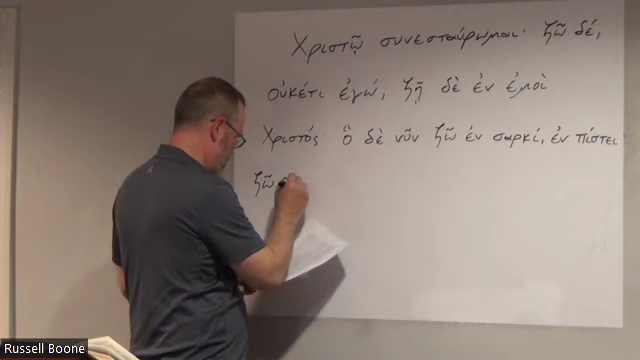 Χριστῷ συνεσταύρωμαι· ζῶ δέ,
οὐκέτι ἐγώ, ζῇ δὲ ἐν ἐμοὶ
Χριστός ὃ δὲ νῦν ζῶ ἐν σαρκί, ἐν πίστει
ζῶ
Russell Boone